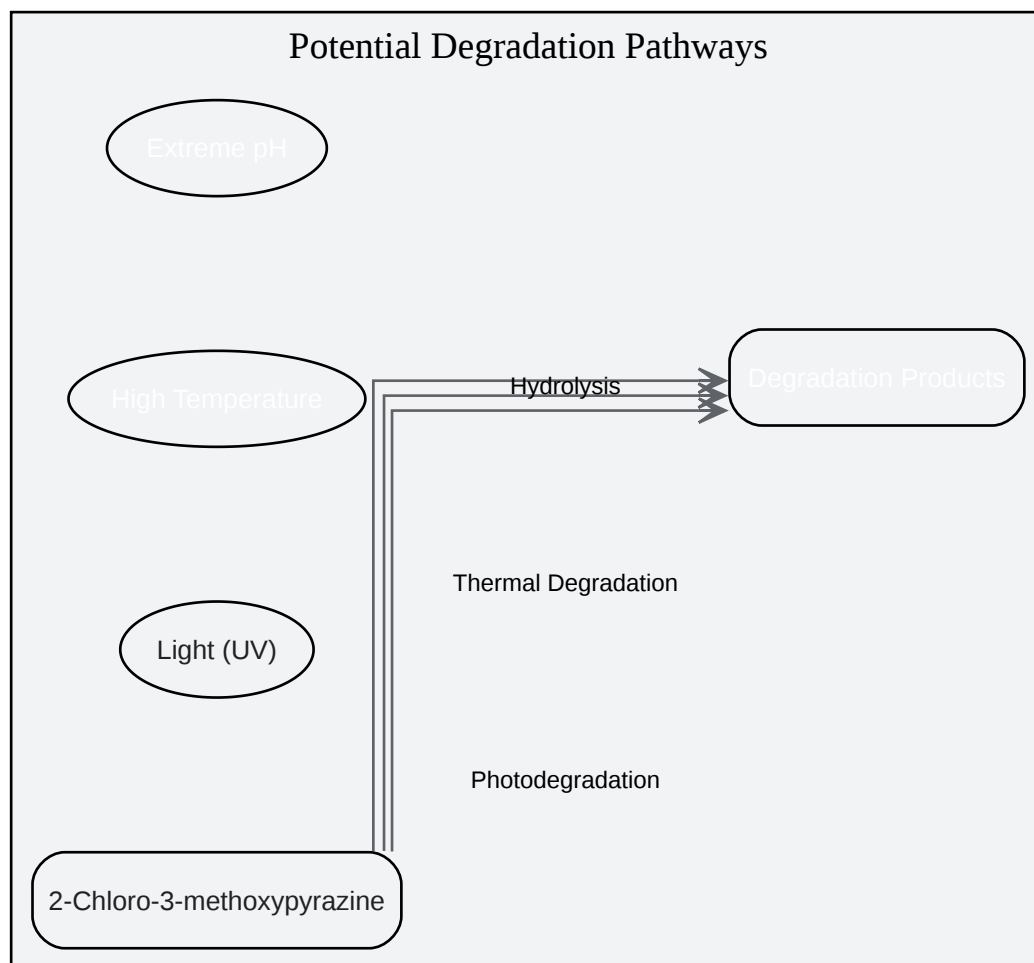 Potential Degradation Pathways
Extreme pH
High Temperature
Hydrolysis
Degradation Products
Thermal Degradation
Light (UV)
Photodegradation
2-Chloro-3-methoxypyrazine